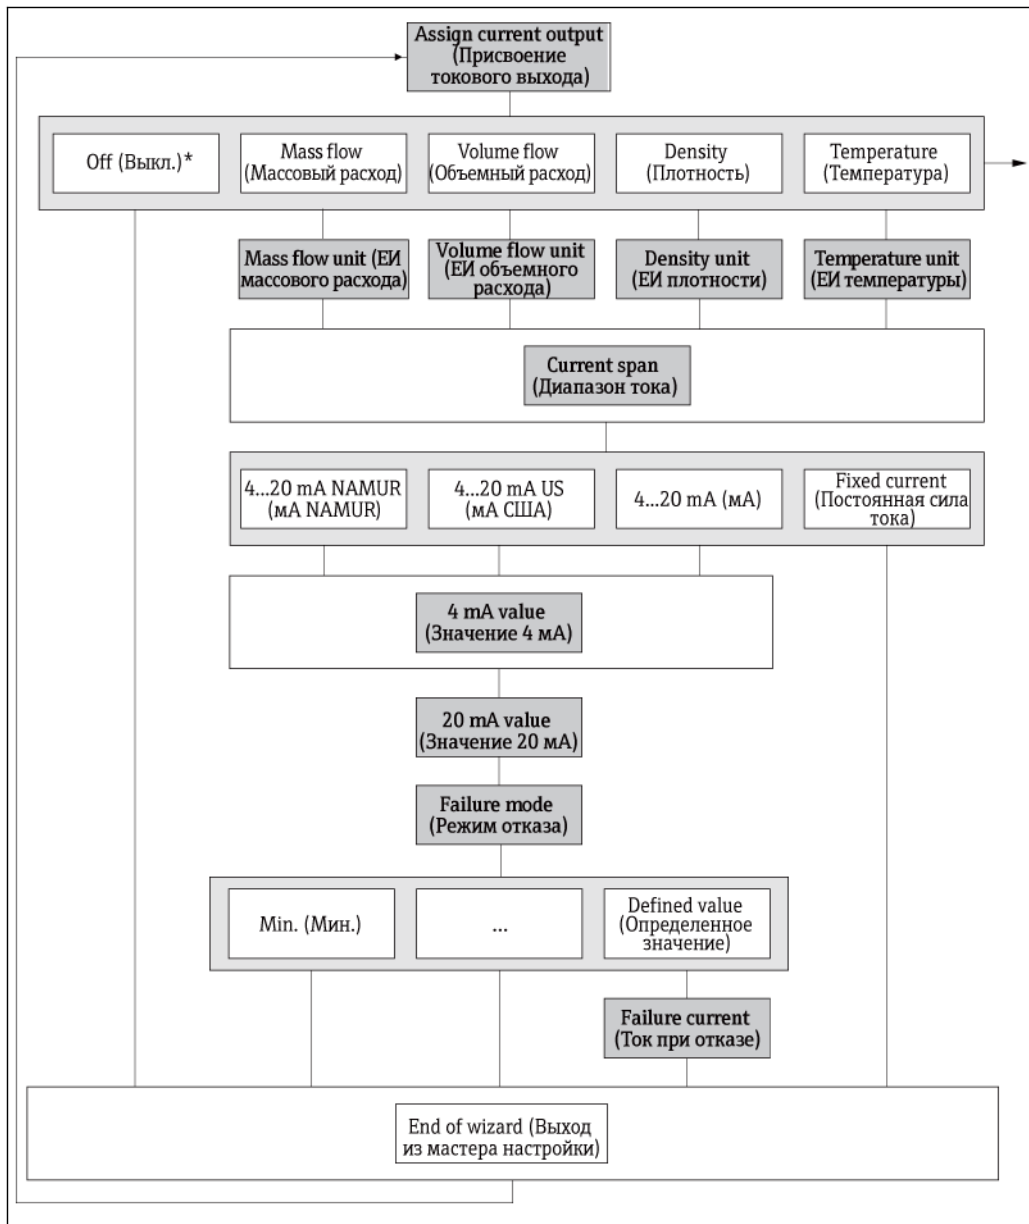 Assign current output
(Присвоение
токового выхода)
Off (Выкл.)*
Mass flow
(Массовый расход)
Volume flow
(Объемный расход)
Density
(Плотность)
Temperature
(Температура)
Mass flow unit (ЕИ
массового расхода)
Volume flow unit
(ЕИ объемного
расхода)
Density unit
(ЕИ плотности)
Temperature unit
(ЕИ температуры)
Current span
(Диапазон тока)
4...20 mA NAMUR
(мА NAMUR)
4...20 mA US
(мА США)
4...20 mA (мА)
Fixed current
(Постоянная сила
тока)
4 mA value
(Значение 4 мА)
20 mA value
(Значение 20 мА)
Failure mode
(Режим отказа)
Min. (Мин.)
...
Defined value
(Определенное
значение)
Failure current
(Ток при отказе)
End of wizard (Выход
из мастера настройки)